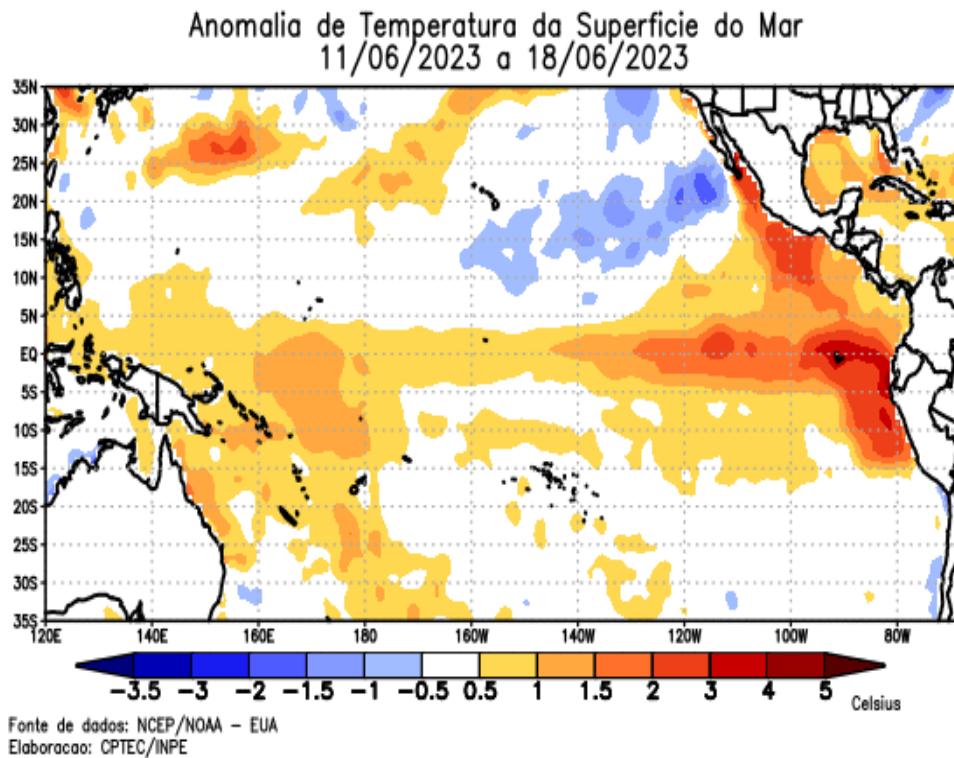 Anomalia de Temperatura da Superficie do Mar
11/06/2023 a 18/06/2023
35N
30N
25N
20N
15N
10N
5N
EQ
5S
10S
15S
20S
25S
30S
35S
120E 140E 160E 180 160W 140W 120W 100W 80W
-3.5 -3 -2 -1.5 -1 -0.5 0.5 1 1.5 2 3 4 5
Celsius
Fonte de dados: NCEP/NOAA - EUA
Elaboracao: CPTEC/INPE